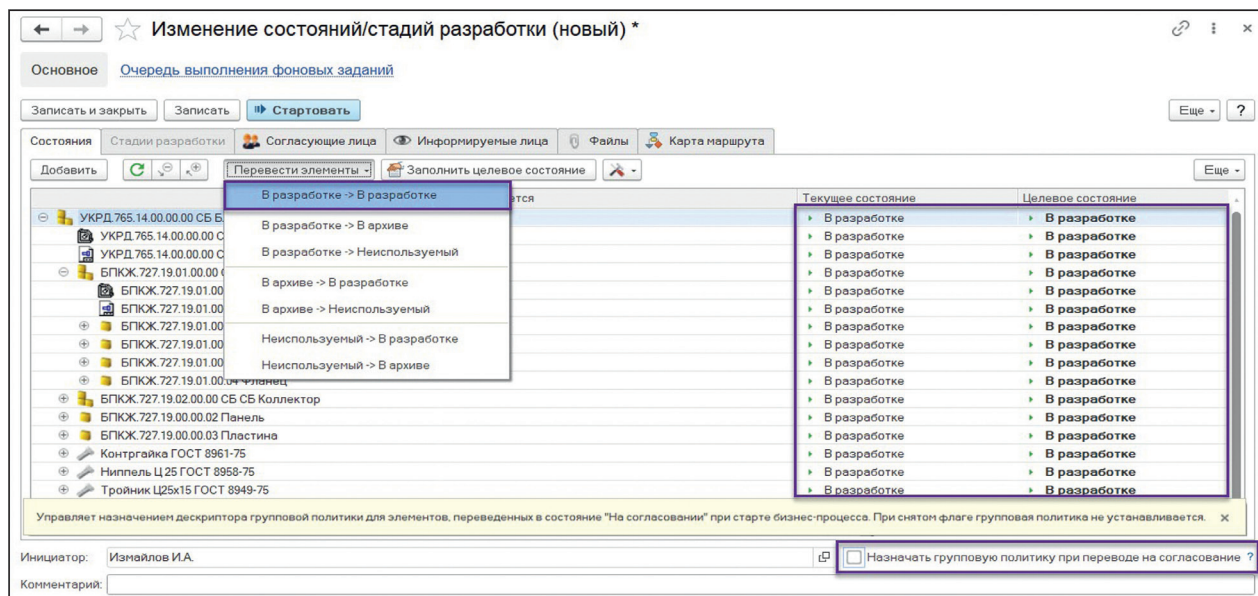 Изменение состояний/стадий разработки (новый) *
Основное Очередь выполнения фоновых заданий
Записать и закрыть Записать Стартовать Еще ?
Состояния Стадии разработки Согласующие лица Информируемые лица Файлы Карта маршрута
Добавить Перевести элементы Заполнить целевое состояние Еще
ется Текущее состояние Целевое состояние
В разработке -> В разработке
В разработке -> В архиве
В разработке -> Неиспользуемый
В архиве -> В разработке
В архиве -> Неиспользуемый
Неиспользуемый -> В разработке
Неиспользуемый -> В архиве
УКРД.765.14.00.00.00 СБ Б В разработке В разработке
УКРД.765.14.00.00.00 С В разработке В разработке
УКРД.765.14.00.00.00 С В разработке В разработке
БПКЖ.727.19.01.00.00 В разработке В разработке
БПКЖ.727.19.01.00 В разработке В разработке
БПКЖ.727.19.01.00 В разработке В разработке
БПКЖ.727.19.01.00 В разработке В разработке
БПКЖ.727.19.01.00 В разработке В разработке
БПКЖ.727.19.01.00 В разработке В разработке
БПКЖ.727.19.01.00.04 Фланец В разработке В разработке
БПКЖ.727.19.02.00.00 СБ СБ Коллектор В разработке В разработке
БПКЖ.727.19.00.00.02 Панель В разработке В разработке
БПКЖ.727.19.00.00.03 Пластина В разработке В разработке
Контргайка ГОСТ 8961-75 В разработке В разработке
Ниппель Ц 25 ГОСТ 8958-75 В разработке В разработке
Тройник Ц25х15 ГОСТ 8949-75 В разработке В разработке
Управляет назначением дескриптора групповой политики для элементов, переведенных в состояние "На согласовании" при старте бизнес-процесса. При снятом флаге групповая политика не устанавливается.
Инициатор: Измайлов И.А. Назначать групповую политику при переводе на согласование ?
Комментарий: